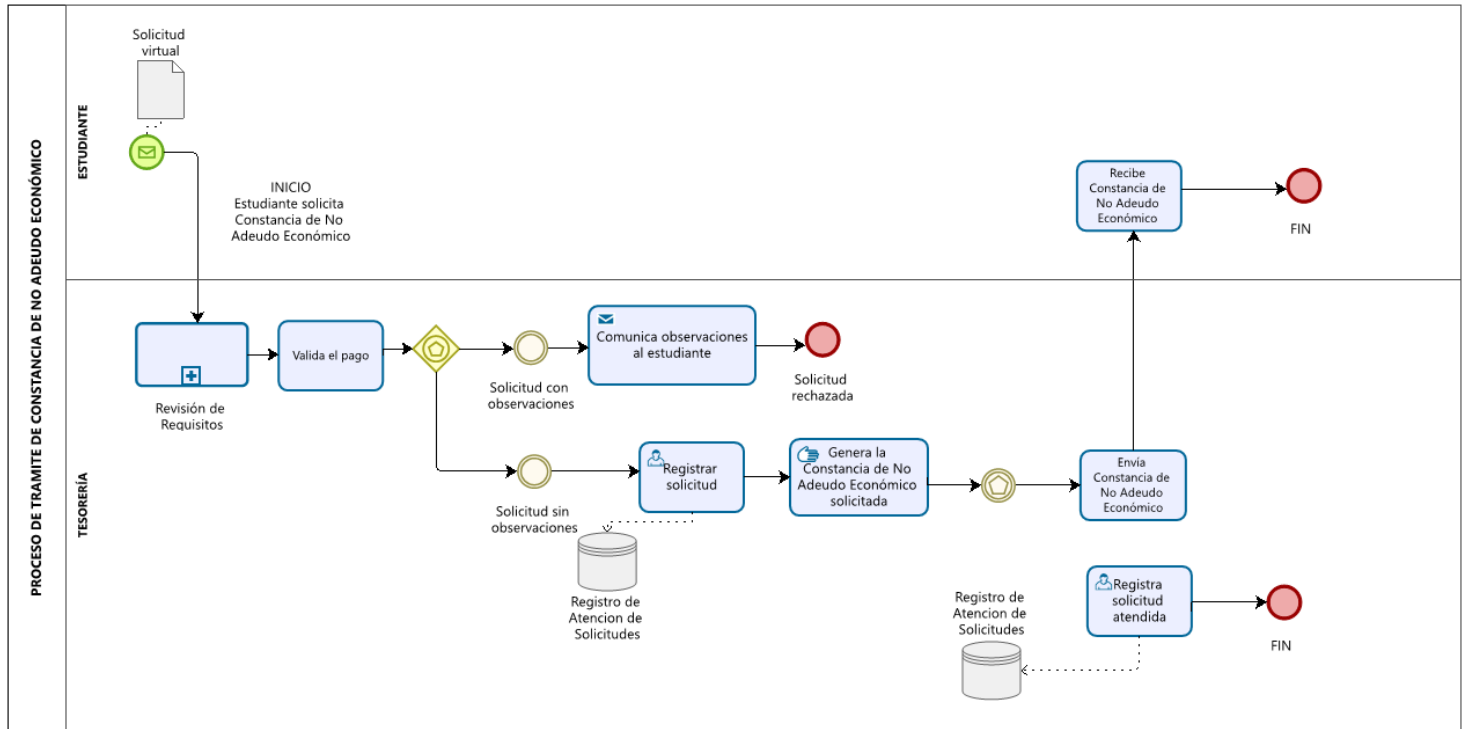 PROCESO DE TRAMITE DE CONSTANCIA DE NO ADEUDO ECONÓMICO
ESTUDIANTE
Solicitud
virtual
INICIO
Estudiante solicita
Constancia de No
Adeudo Económico
Recibe
Constancia de
No Adeudo
Económico
FIN
TESORERÍA
Revisión de
Requisitos
Valida el pago
Solicitud con
observaciones
Comunica observaciones
al estudiante
Solicitud
rechazada
Solicitud sin
observaciones
Registrar
solicitud
Registro de
Atencion de
Solicitudes
Genera la
Constancia de No
Adeudo Económico
solicitada
Envía
Constancia de
No Adeudo
Económico
Registro de
Atencion de
Solicitudes
Registra
solicitud
atendida
FIN